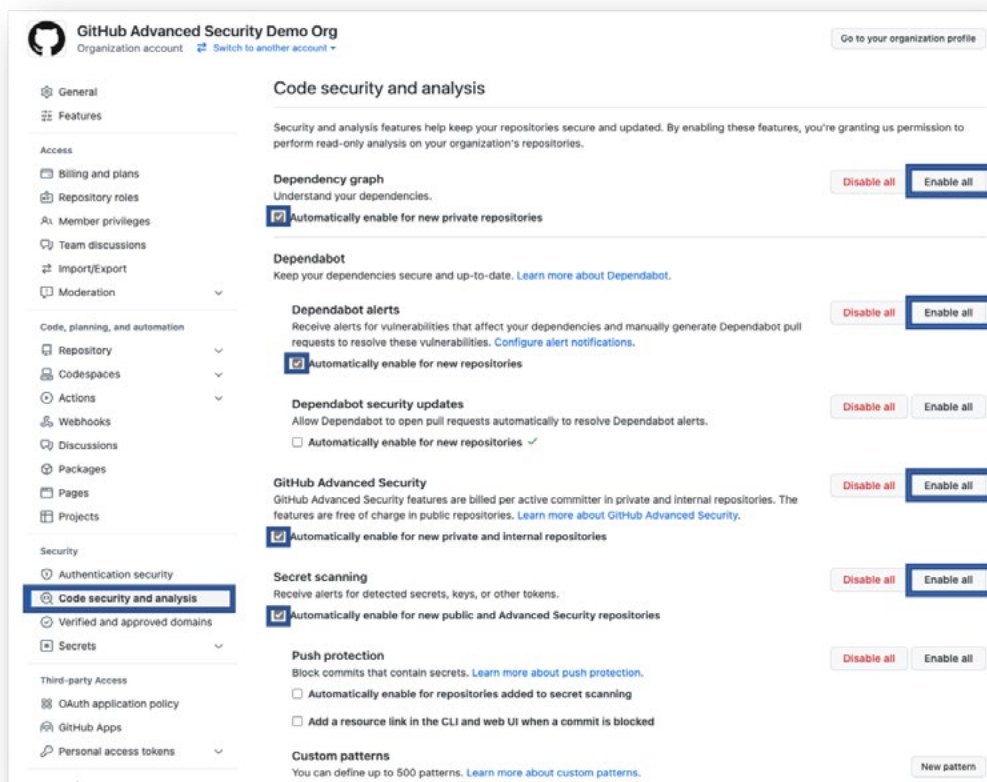 GitHub Advanced Security Demo Org
Organization account Switch to another account
Go to your organization profile
General
Features
Access
Billing and plans
Repository roles
Member privileges
Team discussions
Import/Export
Moderation
Code, planning, and automation
Repository
Codespaces
Actions
Webhooks
Discussions
Packages
Pages
Projects
Security
Authentication security
Code security and analysis
Verified and approved domains
Secrets
Third-party Access
OAuth application policy
GitHub Apps
Personal access tokens
Code security and analysis
Security and analysis features help keep your repositories secure and updated. By enabling these features, you're granting us permission to
perform read-only analysis on your organization's repositories.
Dependency graph
Disable all Enable all
Understand your dependencies.
Automatically enable for new private repositories
Dependabot
Keep your dependencies secure and up-to-date. Learn more about Dependabot.
Dependabot alerts
Disable all Enable all
Receive alerts for vulnerabilities that affect your dependencies and manually generate Dependabot pull
requests to resolve these vulnerabilities. Configure alert notifications.
Automatically enable for new repositories
Dependabot security updates
Disable all Enable all
Allow Dependabot to open pull requests automatically to resolve Dependabot alerts.
Automatically enable for new repositories
GitHub Advanced Security
Disable all Enable all
GitHub Advanced Security features are billed per active committer in private and internal repositories. The
features are free of charge in public repositories. Learn more about GitHub Advanced Security.
Automatically enable for new private and internal repositories
Secret scanning
Disable all Enable all
Receive alerts for detected secrets, keys, or other tokens.
Automatically enable for new public and Advanced Security repositories
Push protection
Disable all Enable all
Block commits that contain secrets. Learn more about push protection.
Automatically enable for repositories added to secret scanning
Add a resource link in the CLI and web UI when a commit is blocked
Custom patterns
You can define up to 500 patterns. Learn more about custom patterns.
New pattern